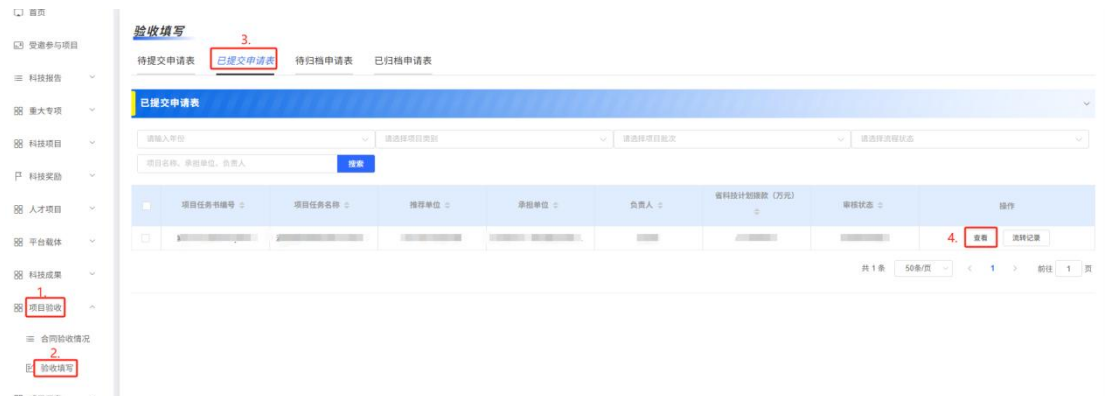 首页
受邀参与项目
科技报告
重大专项
科技项目
科技奖励
人才项目
平台载体
科技成果
1.
项目验收
合同验收情况
2.
验收填写
验收填写
3.
待提交申请表 已提交申请表 待归档申请表 已归档申请表
已提交申请表
请输入年份 请选择项目类别 请选择项目批次 请选择流程状态
项目名称、承担单位、负责人 搜索
项目任务书编号 项目任务名称 推荐单位 承担单位 负责人 省科技计划拨款（万元） 审核状态 操作
4. 查看 流转记录
共 1 条 50条/页 1 前往 1 页